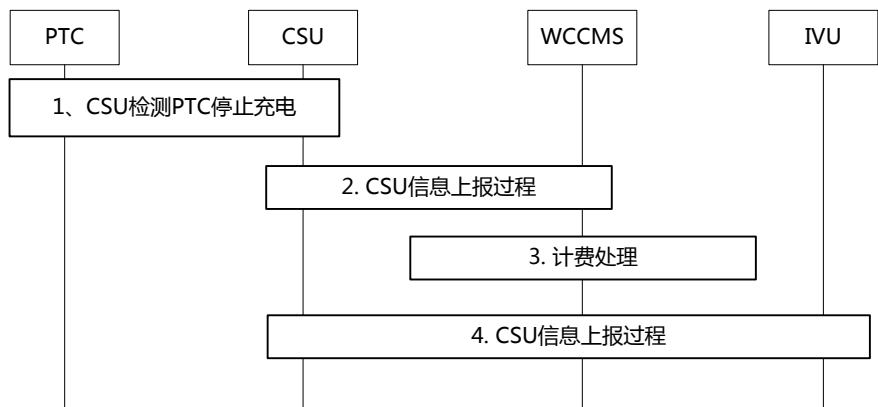 PTC
CSU
WCCMS
IVU
1、CSU检测PTC停止充电
2. CSU信息上报过程
3. 计费处理
4. CSU信息上报过程